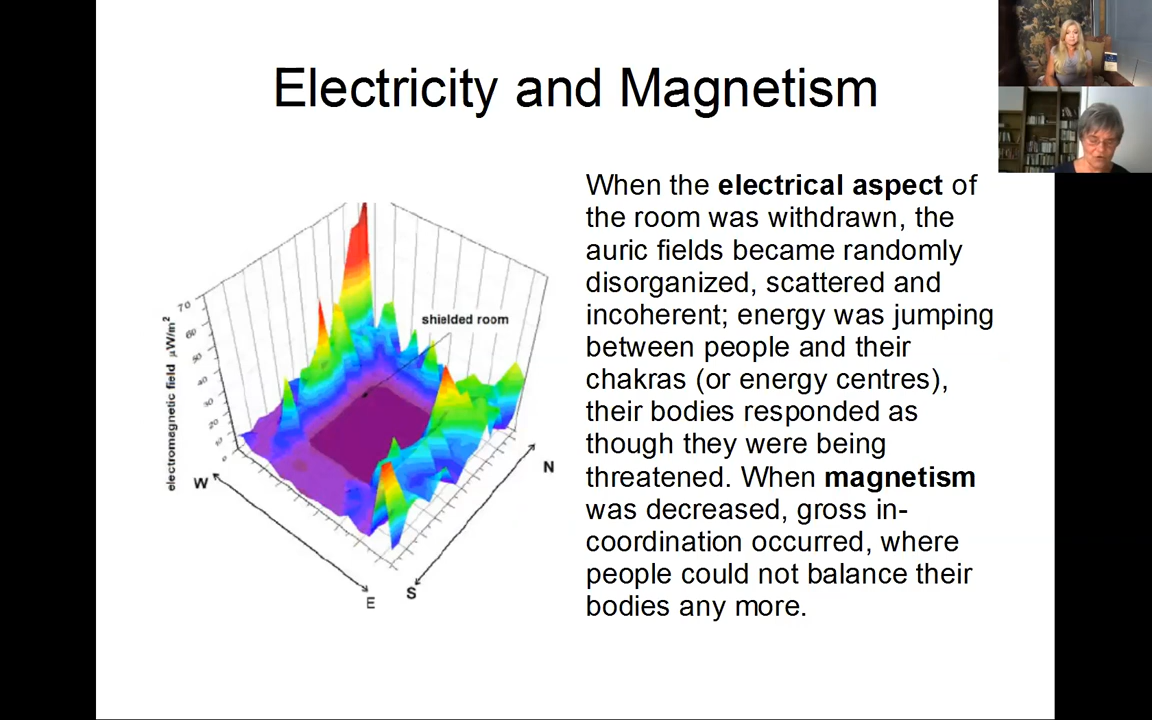 Electricity and Magnetism
When the electrical aspect of
the room was withdrawn, the
auric fields became randomly
disorganized, scattered and
incoherent; energy was jumping
between people and their
chakras (or energy centres),
their bodies responded as
though they were being
threatened. When magnetism
was decreased, gross in-
coordination occurred, where
people could not balance their
bodies any more.
shielded room
electromagnetic field µW/m²
70
60
50
40
30
20
10
0
W
N
E
S